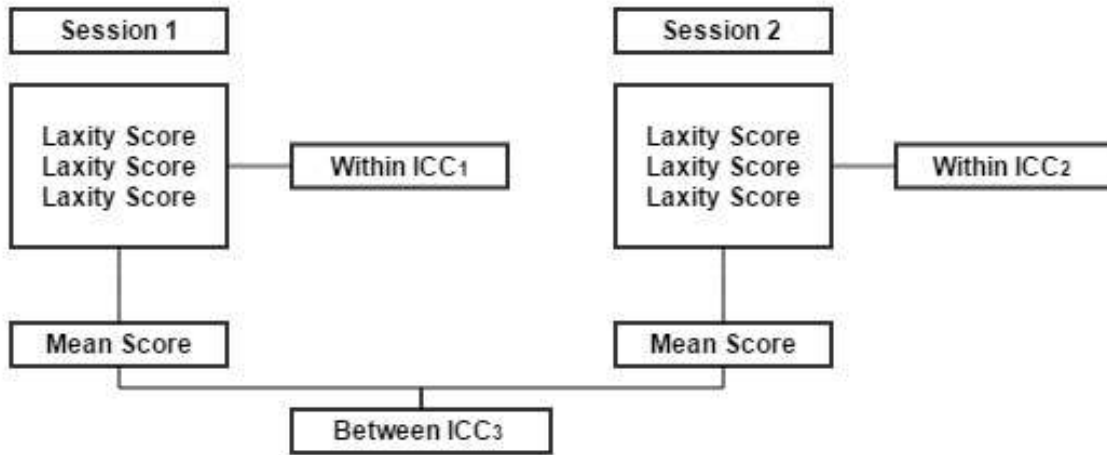 Session 1
Session 2
Laxity Score
Laxity Score
Laxity Score
Within ICC1
Laxity Score
Laxity Score
Laxity Score
Within ICC2
Mean Score
Mean Score
Between ICC3